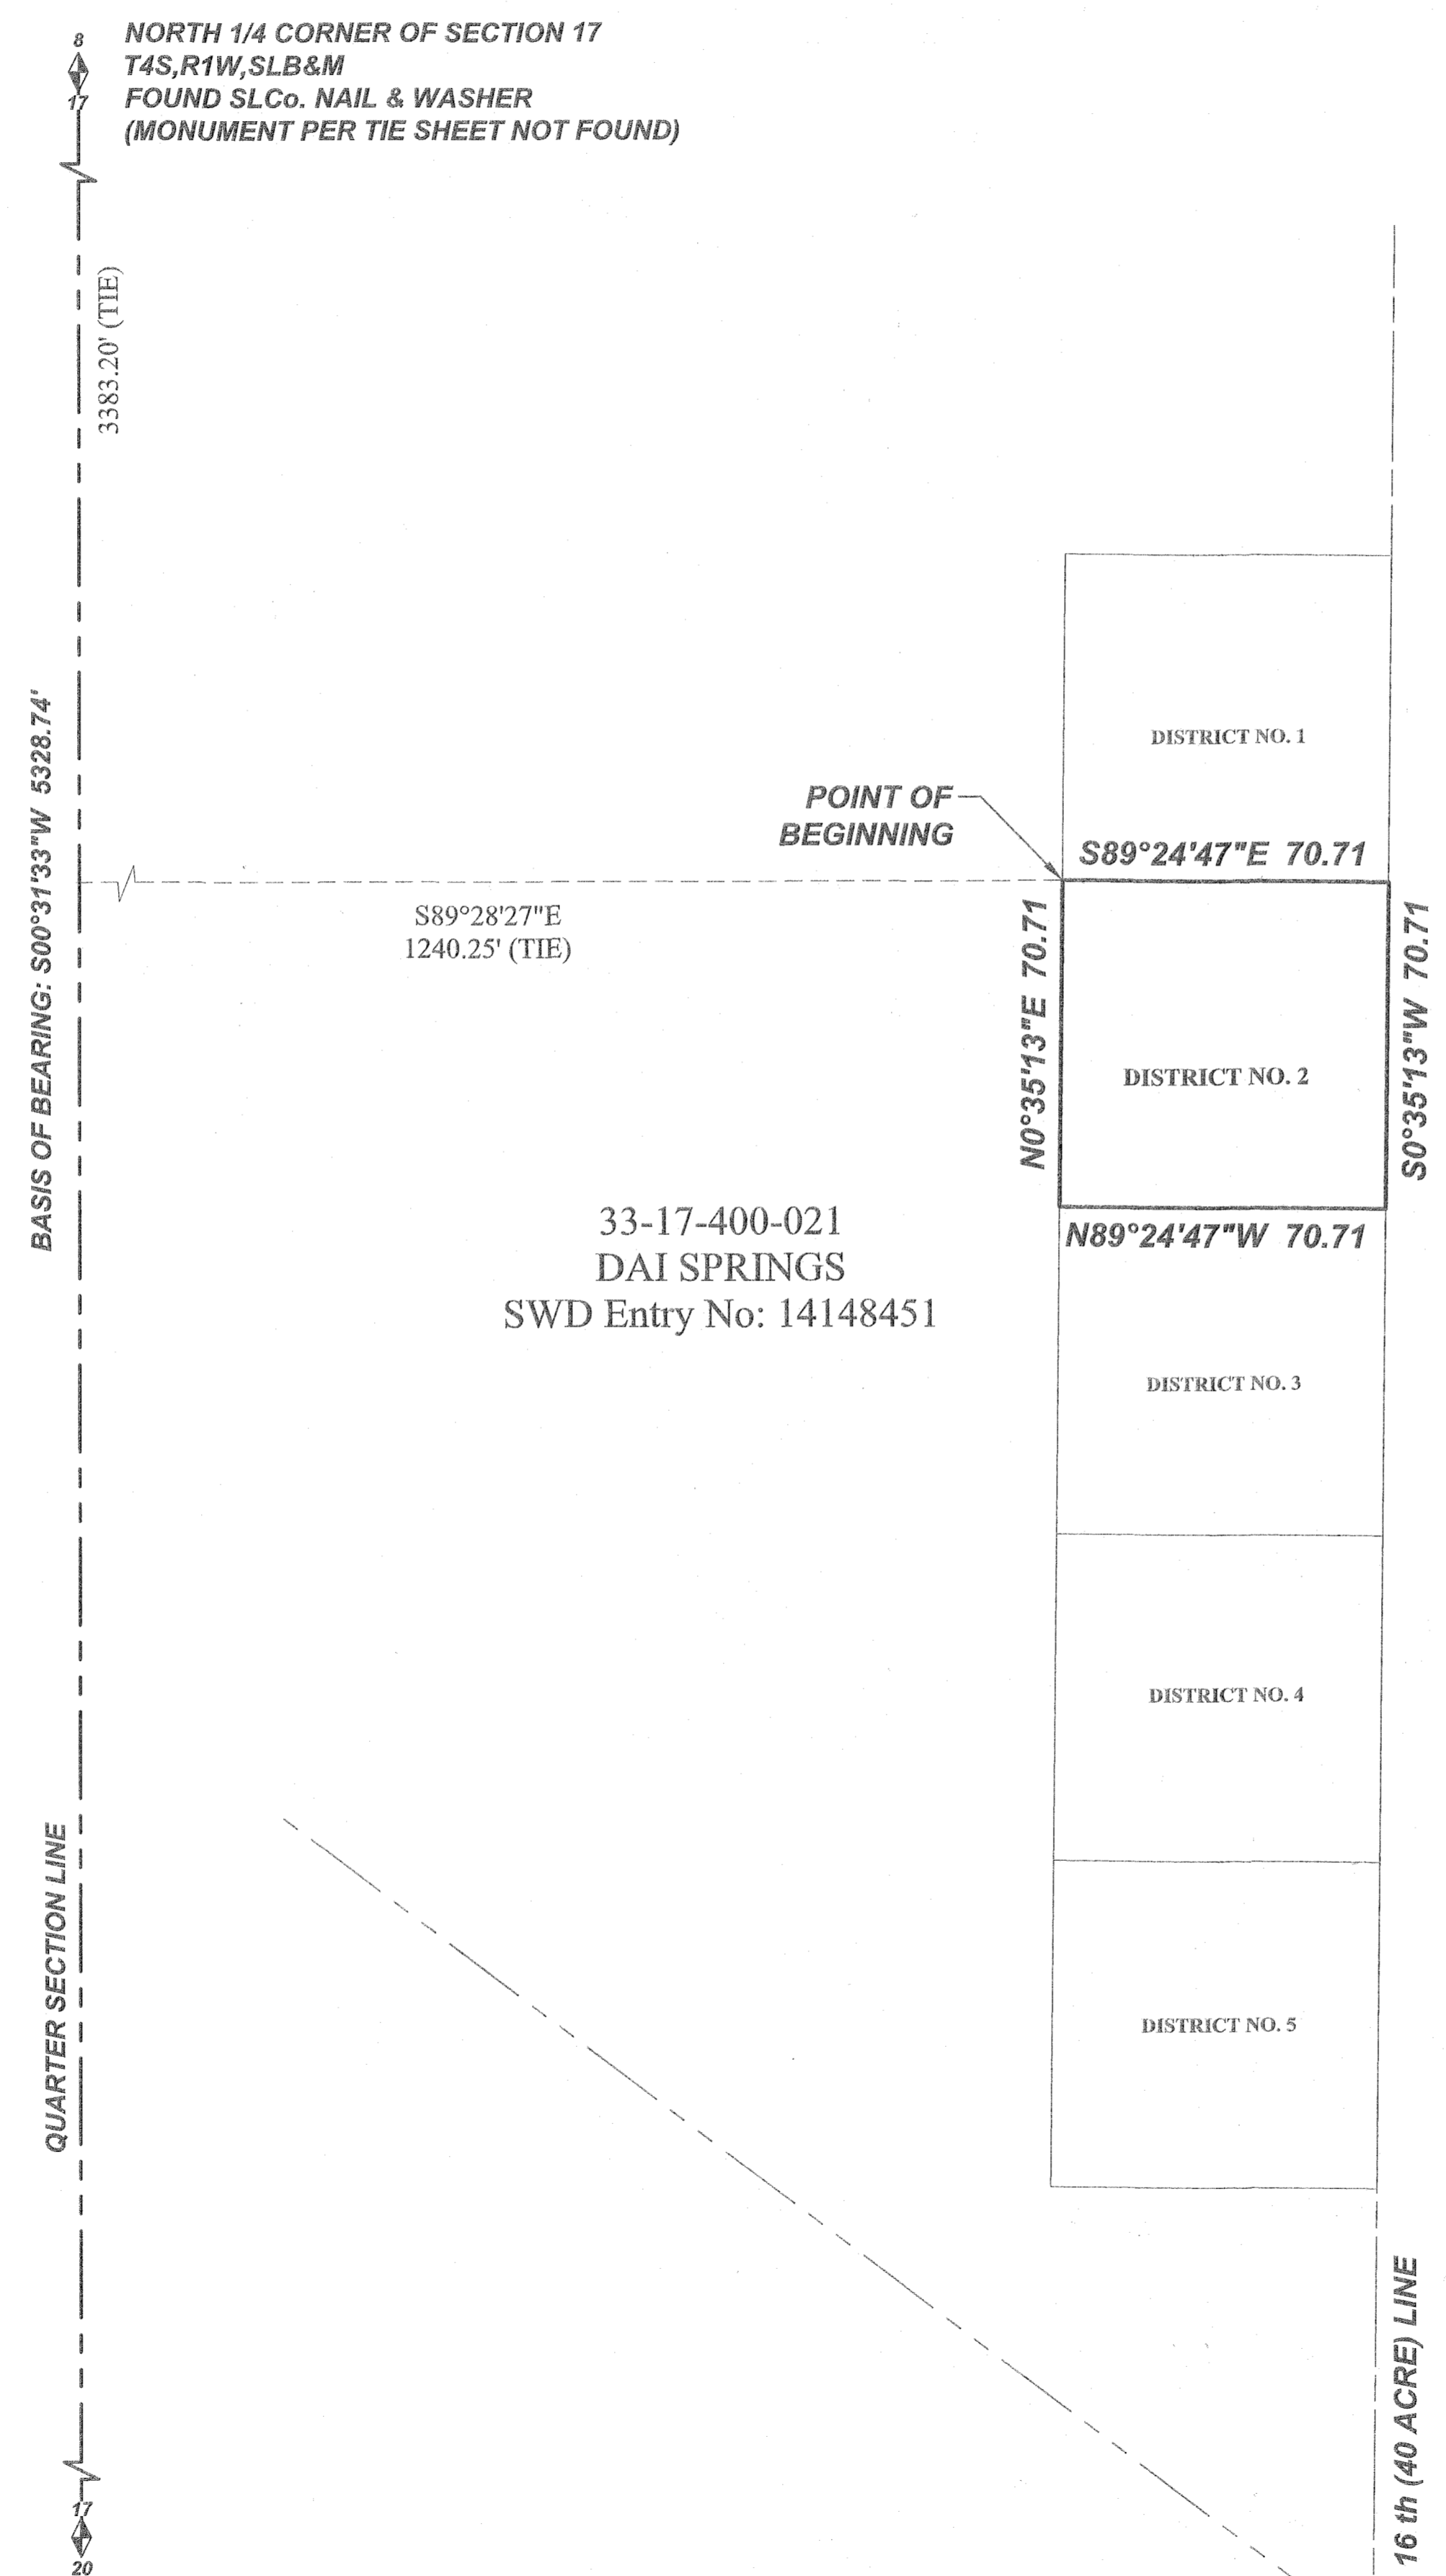 8
NORTH 1/4 CORNER OF SECTION 17
T4S,R1W,SLB&M
17
FOUND SLCo. NAIL & WASHER
(MONUMENT PER TIE SHEET NOT FOUND)
3383.20' (TIE)
BASIS OF BEARING: S00°31'33"W 5328.74'
DISTRICT NO. 1
POINT OF
BEGINNING
S89°24'47"E 70.71
S89°28'27"E
1240.25' (TIE)
N0°35'13"E 70.71
S0°35'13"W 70.71
DISTRICT NO. 2
N89°24'47"W 70.71
33-17-400-021
DAI SPRINGS
SWD Entry No: 14148451
DISTRICT NO. 3
DISTRICT NO. 4
QUARTER SECTION LINE
DISTRICT NO. 5
16 th (40 ACRE) LINE
17
20